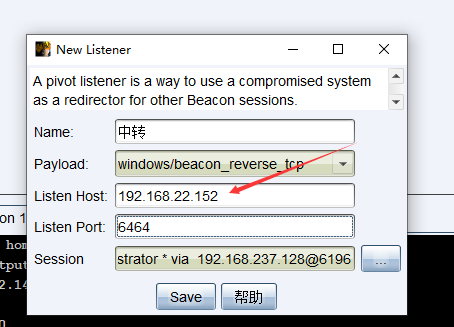 New Listener
A pivot listener is a way to use a compromised system
as a redirector for other Beacon sessions.
Name: 中转
Payload: windows/beacon_reverse_tcp
Listen Host: 192.168.22.152
Listen Port: 6464
Session strator * via 192.168.237.128@6196 ...
Save 帮助
on 1
hom
tput
2.14
n